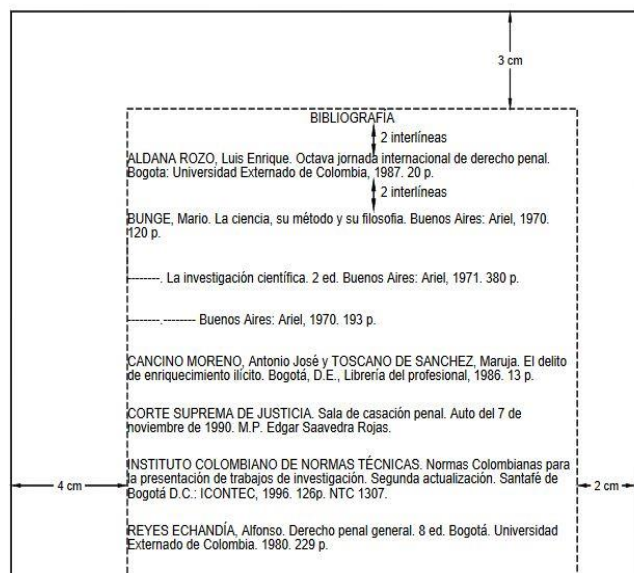 3 cm
BIBLIOGRAFIA
2 interlíneas
ALDANA ROZO, Luis Enrique. Octava jornada internacional de derecho penal.
Bogota: Universidad Externado de Colombia, 1987. 20 p.
2 interlíneas
BUNGE, Mario. La ciencia, su método y su filosofia. Buenos Aires: Ariel, 1970.
120 p.
--------. La investigación científica. 2 ed. Buenos Aires: Ariel, 1971. 380 p.
--------.-------- Buenos Aires: Ariel, 1970. 193 p.
CANCINO MORENO, Antonio José y TOSCANO DE SANCHEZ, Maruja. El delito
de enriquecimiento ilícito. Bogotá, D.E., Librería del profesional, 1986. 13 p.
CORTE SUPREMA DE JUSTICIA. Sala de casación penal. Auto del 7 de
noviembre de 1990. M.P. Edgar Saavedra Rojas.
INSTITUTO COLOMBIANO DE NORMAS TÉCNICAS. Normas Colombianas para
la presentación de trabajos de investigación. Segunda actualización. Santafé de
Bogotá D.C.: ICONTEC, 1996. 126p. NTC 1307.
4 cm
2 cm
REYES ECHANDÍA, Alfonso. Derecho penal general. 8 ed. Bogotá. Universidad
Externado de Colombia. 1980. 229 p.